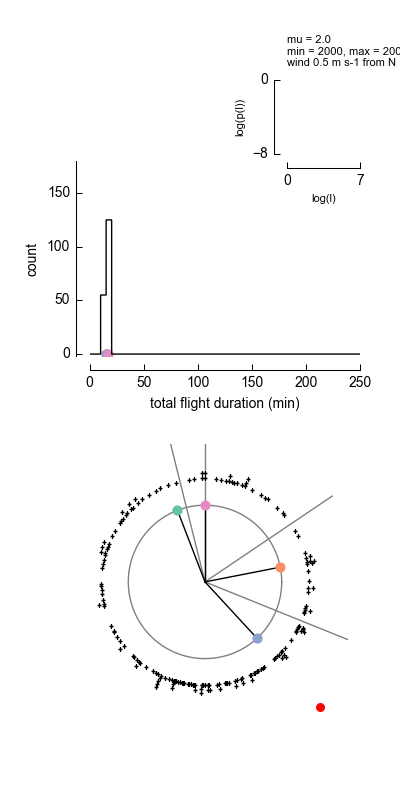 mu = 2.0
min = 2000, max = 200
wind 0.5 m s-1 from N
0
log(p(l))
−8
0 7
log(l)
150
100
count
50
0
0 50 100 150 200 250
total flight duration (min)